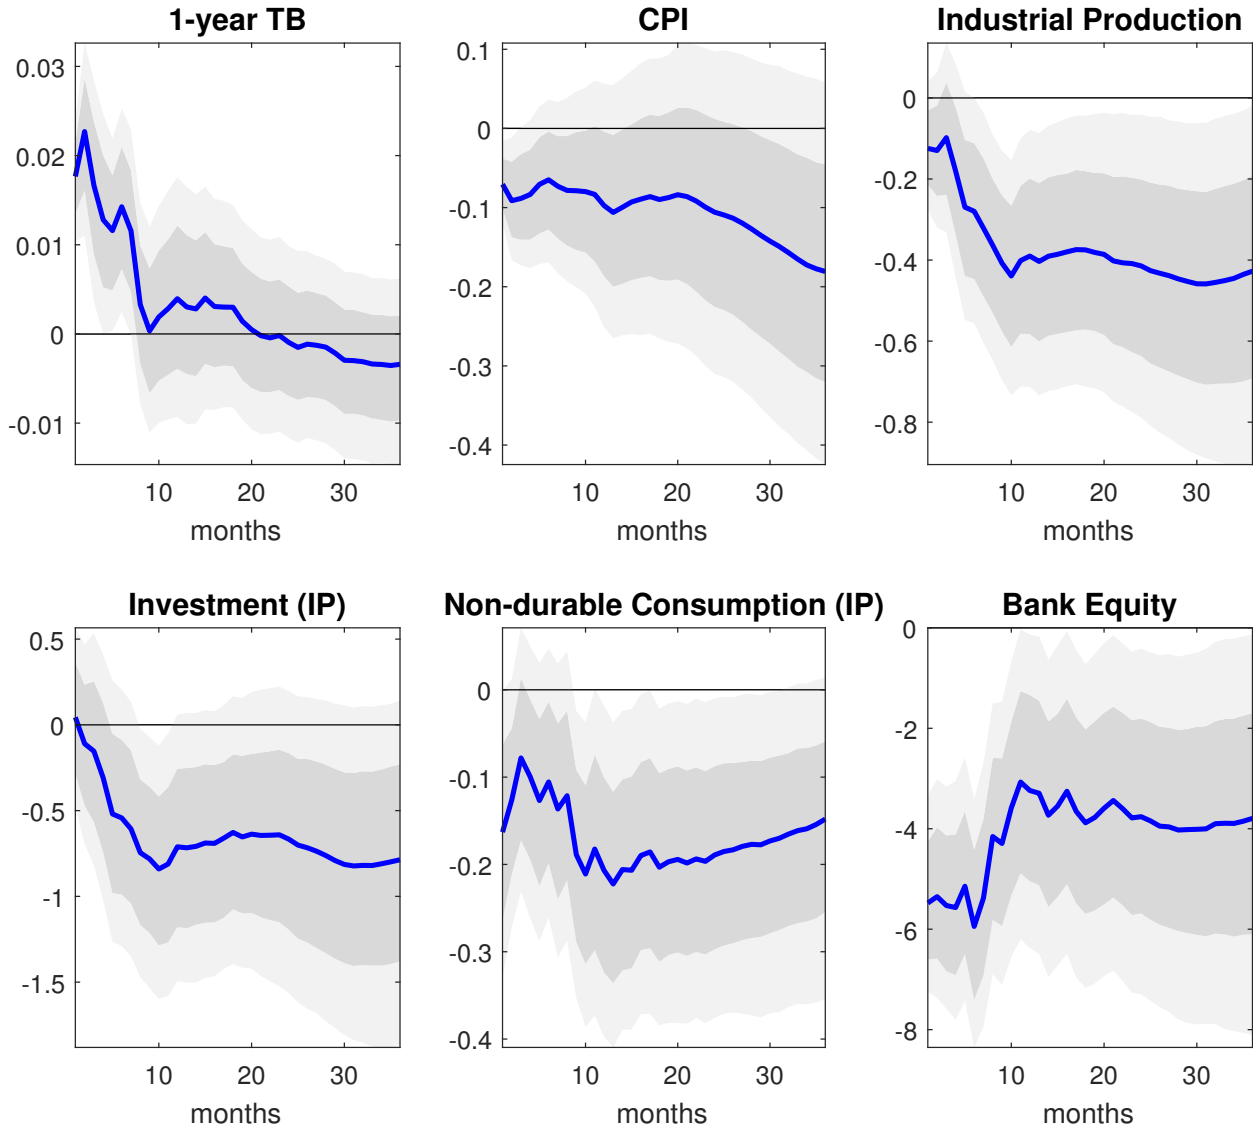 1-year TB
0.03
0.02
0.01
0
-0.01
10 20 30
months
CPI
0.1
0
-0.1
-0.2
-0.3
-0.4
10 20 30
months
Industrial Production
0
-0.2
-0.4
-0.6
-0.8
10 20 30
months
Investment (IP)
0.5
0
-0.5
-1
-1.5
10 20 30
months
Non-durable Consumption (IP)
0
-0.1
-0.2
-0.3
-0.4
10 20 30
months
Bank Equity
0
-2
-4
-6
-8
10 20 30
months